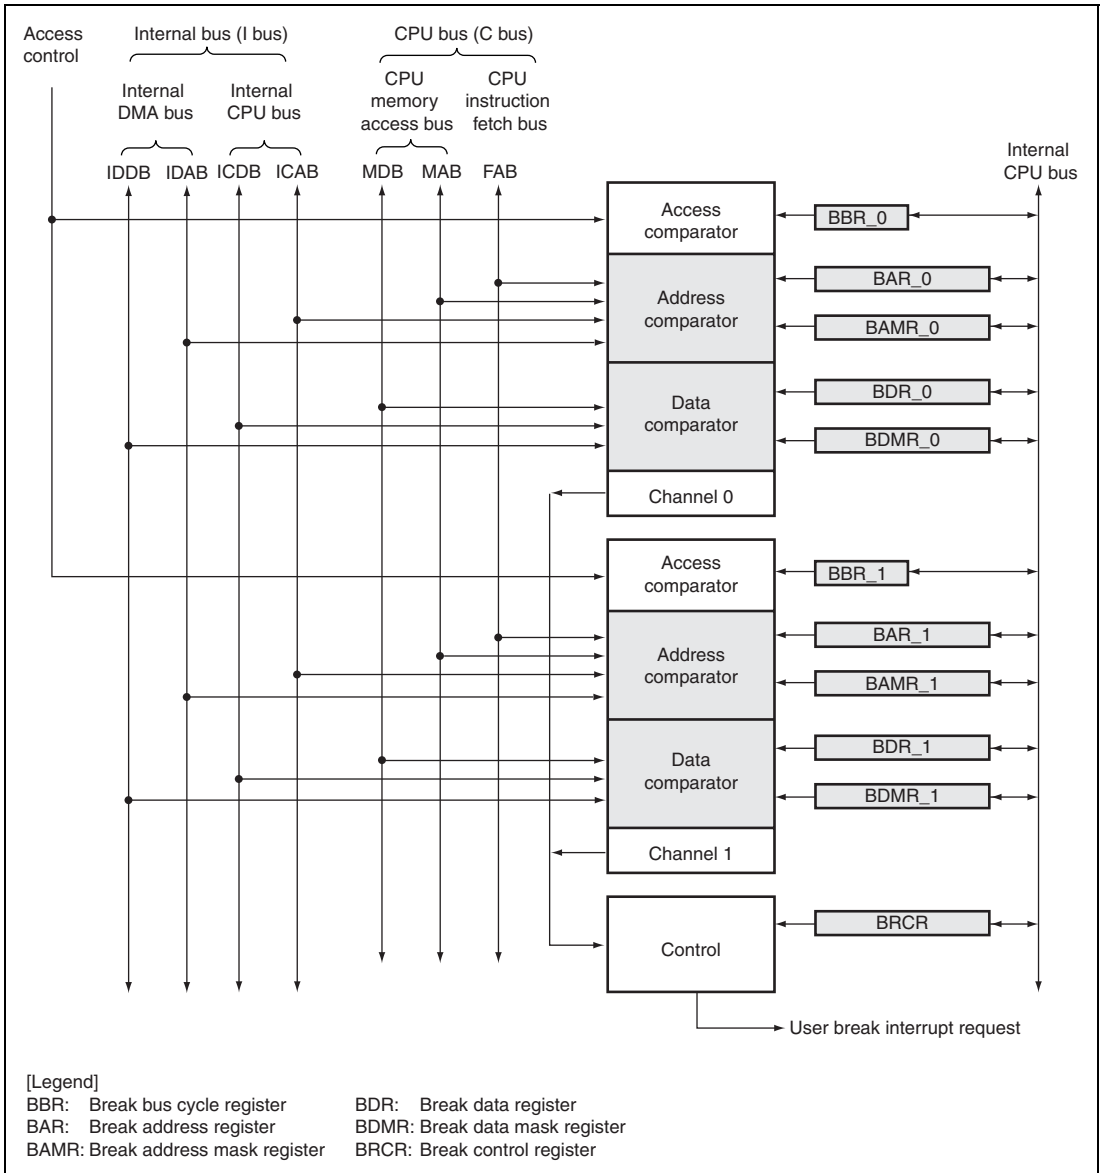 Access
control
Internal bus (I bus)
CPU bus (C bus)
Internal
DMA bus
Internal
CPU bus
CPU
memory
access bus
CPU
instruction
fetch bus
IDDB
IDAB
ICDB
ICAB
MDB
MAB
FAB
Internal
CPU bus
Access
comparator
BBR_0
Address
comparator
BAR_0
BAMR_0
Data
comparator
BDR_0
BDMR_0
Channel 0
Access
comparator
BBR_1
Address
comparator
BAR_1
BAMR_1
Data
comparator
BDR_1
BDMR_1
Channel 1
Control
BRCR
User break interrupt request
[Legend]
BBR: Break bus cycle register
BAR: Break address register
BAMR: Break address mask register
BDR: Break data register
BDMR: Break data mask register
BRCR: Break control register